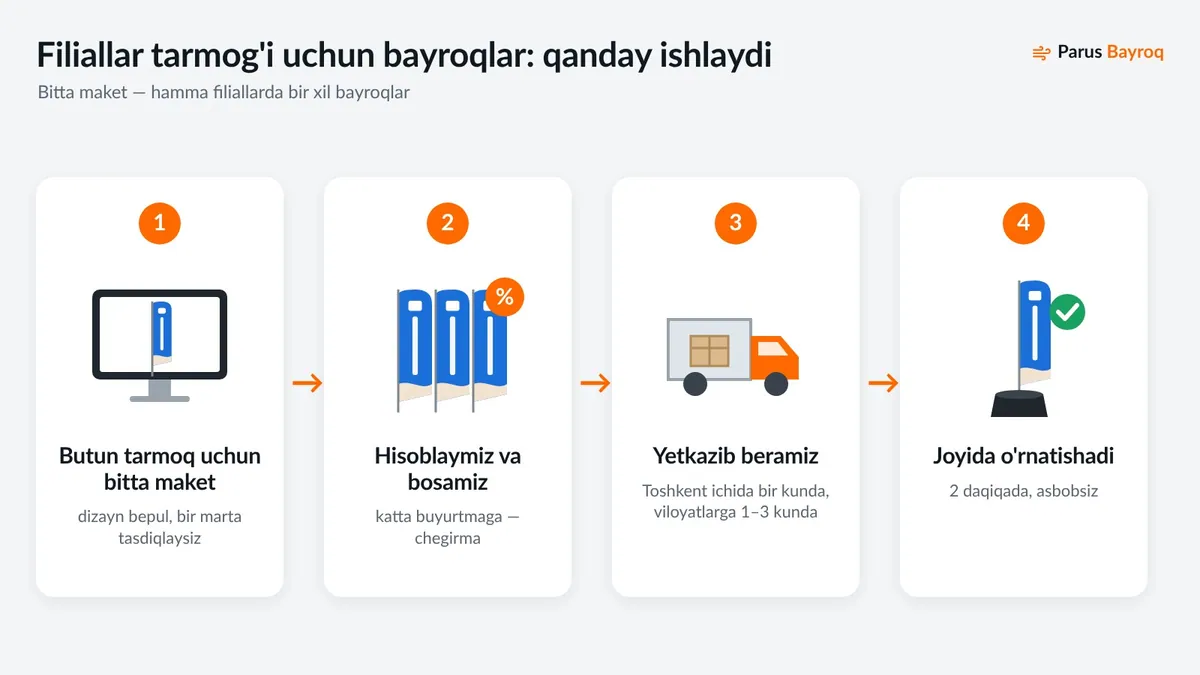 Filiallar tarmog'i uchun bayroqlar: qanday ishlaydi
Parus Bayroq
Bitta maket — hamma filiallarda bir xil bayroqlar
1
Butun tarmoq uchun
bitta maket
dizayn bepul, bir marta
tasdiqlaysiz
2
%
Hisoblaymiz va
bosamiz
katta buyurtmaga —
chegirma
3
Yetkazib beramiz
Toshkent ichida bir kunda,
viloyatlarga 1–3 kunda
4
Joyida o'rnatishadi
2 daqiqada, asbobsiz